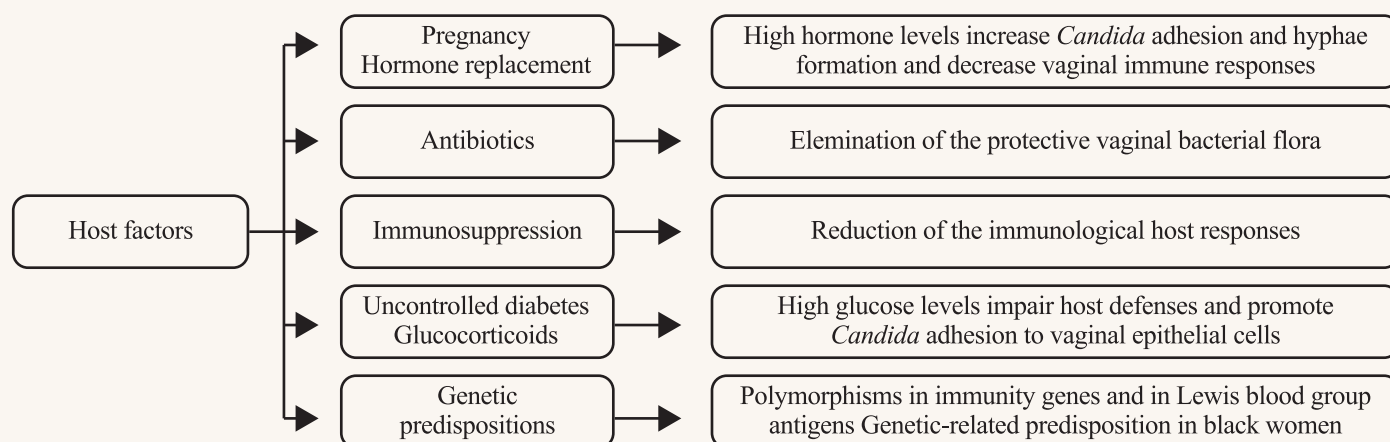 Host factors
Pregnancy
Hormone replacement
High hormone levels increase Candida adhesion and hyphae
formation and decrease vaginal immune responses
Antibiotics
Elemination of the protective vaginal bacterial flora
Immunosuppression
Reduction of the immunological host responses
Uncontrolled diabetes
Glucocorticoids
High glucose levels impair host defenses and promote
Candida adhesion to vaginal epithelial cells
Genetic
predispositions
Polymorphisms in immunity genes and in Lewis blood group
antigens Genetic-related predisposition in black women